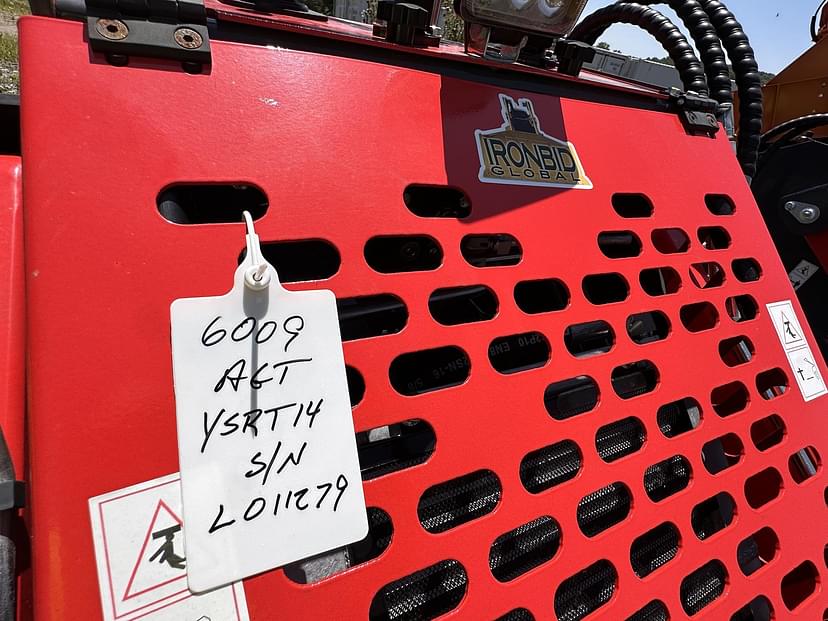 IRONBID
GLOBAL
6009
AGT
YSRT14
S/N
L011279